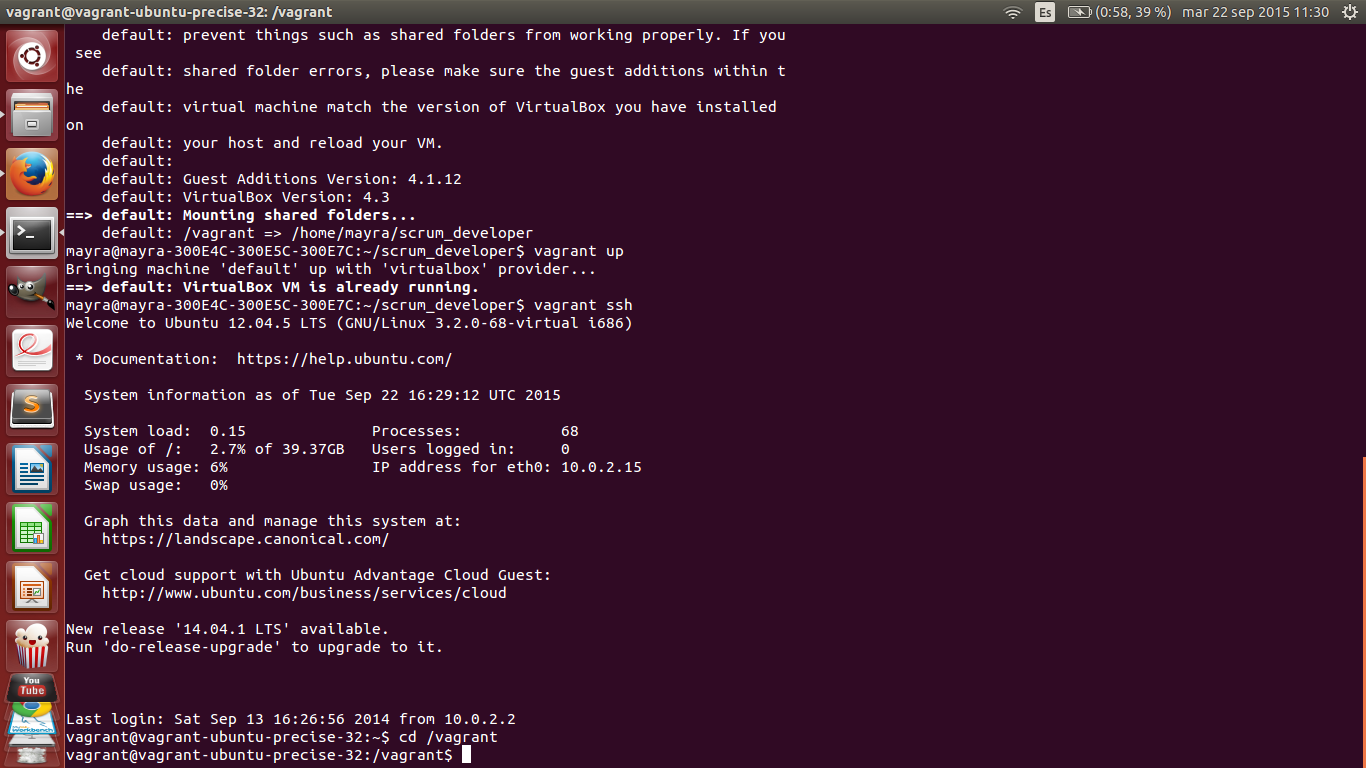 vagrant@vagrant-ubuntu-precise-32: /vagrant
Es
(0:58, 39 %)
mar 22 sep 2015 11:30
default: prevent things such as shared folders from working properly. If you
see
default: shared folder errors, please make sure the guest additions within t
he
default: virtual machine match the version of VirtualBox you have installed
on
default: your host and reload your VM.
default:
default: Guest Additions Version: 4.1.12
default: VirtualBox Version: 4.3
==> default: Mounting shared folders...
default: /vagrant => /home/mayra/scrum_developer
mayra@mayra-300E4C-300E5C-300E7C:~/scrum_developer$ vagrant up
Bringing machine 'default' up with 'virtualbox' provider...
==> default: VirtualBox VM is already running.
mayra@mayra-300E4C-300E5C-300E7C:~/scrum_developer$ vagrant ssh
Welcome to Ubuntu 12.04.5 LTS (GNU/Linux 3.2.0-68-virtual i686)
* Documentation:  https://help.ubuntu.com/
System information as of Tue Sep 22 16:29:12 UTC 2015
System load:  0.15              Processes:           68
Usage of /:   2.7% of 39.37GB   Users logged in:     0
Memory usage: 6%                IP address for eth0: 10.0.2.15
Swap usage:   0%
Graph this data and manage this system at:
https://landscape.canonical.com/
Get cloud support with Ubuntu Advantage Cloud Guest:
http://www.ubuntu.com/business/services/cloud
New release '14.04.1 LTS' available.
Run 'do-release-upgrade' to upgrade to it.
Last login: Sat Sep 13 16:26:56 2014 from 10.0.2.2
vagrant@vagrant-ubuntu-precise-32:~$ cd /vagrant
vagrant@vagrant-ubuntu-precise-32:/vagrant$
You
Tube
Workbench